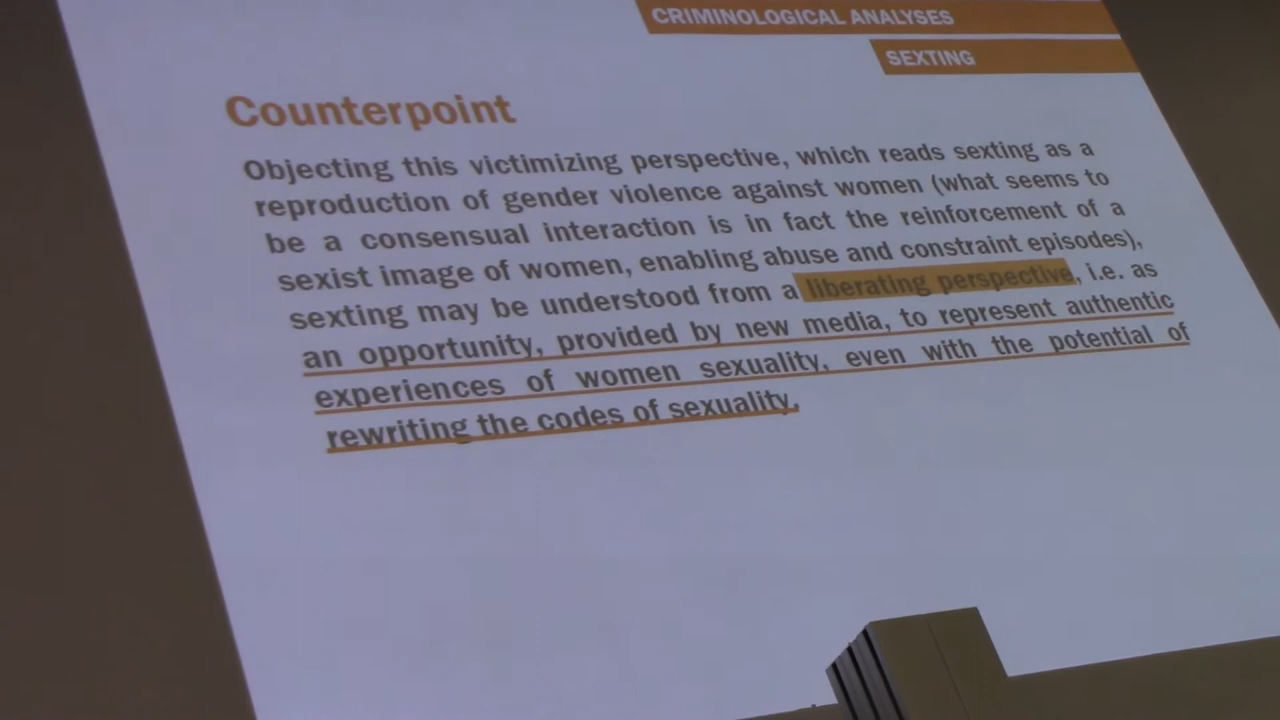 CRIMINOLOGICAL ANALYSES
SEXTING
Counterpoint
Objecting this victimizing perspective, which reads sexting as a
reproduction of gender violence against women (what seems to
be a consensual interaction is in fact the reinforcement of a
sexist image of women, enabling abuse and constraint episodes),
sexting may be understood from a liberating perspective, i.e. as
an opportunity, provided by new media, to represent authentic
experiences of women sexuality, even with the potential of
rewriting the codes of sexuality.